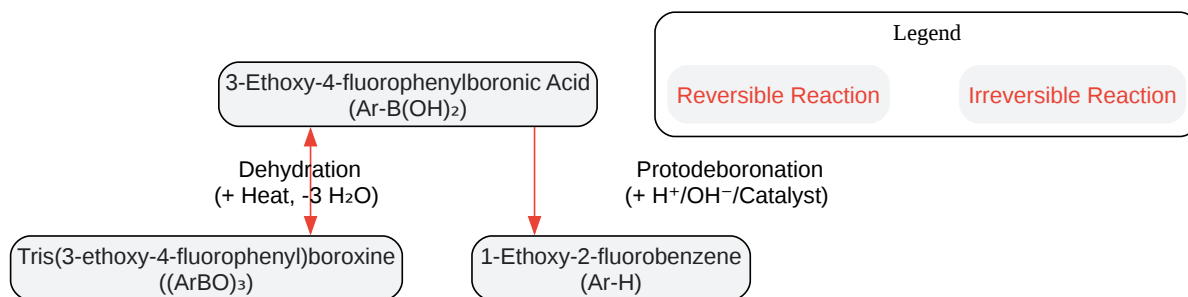 Legend
Reversible Reaction
Irreversible Reaction
3-Ethoxy-4-fluorophenylboronic Acid
(Ar-B(OH)₂)
Dehydration
(+ Heat, -3 H₂O)
Protodeboronation
(+ H⁺/OH⁻/Catalyst)
Tris(3-ethoxy-4-fluorophenyl)boroxine
((ArBO)₃)
1-Ethoxy-2-fluorobenzene
(Ar-H)